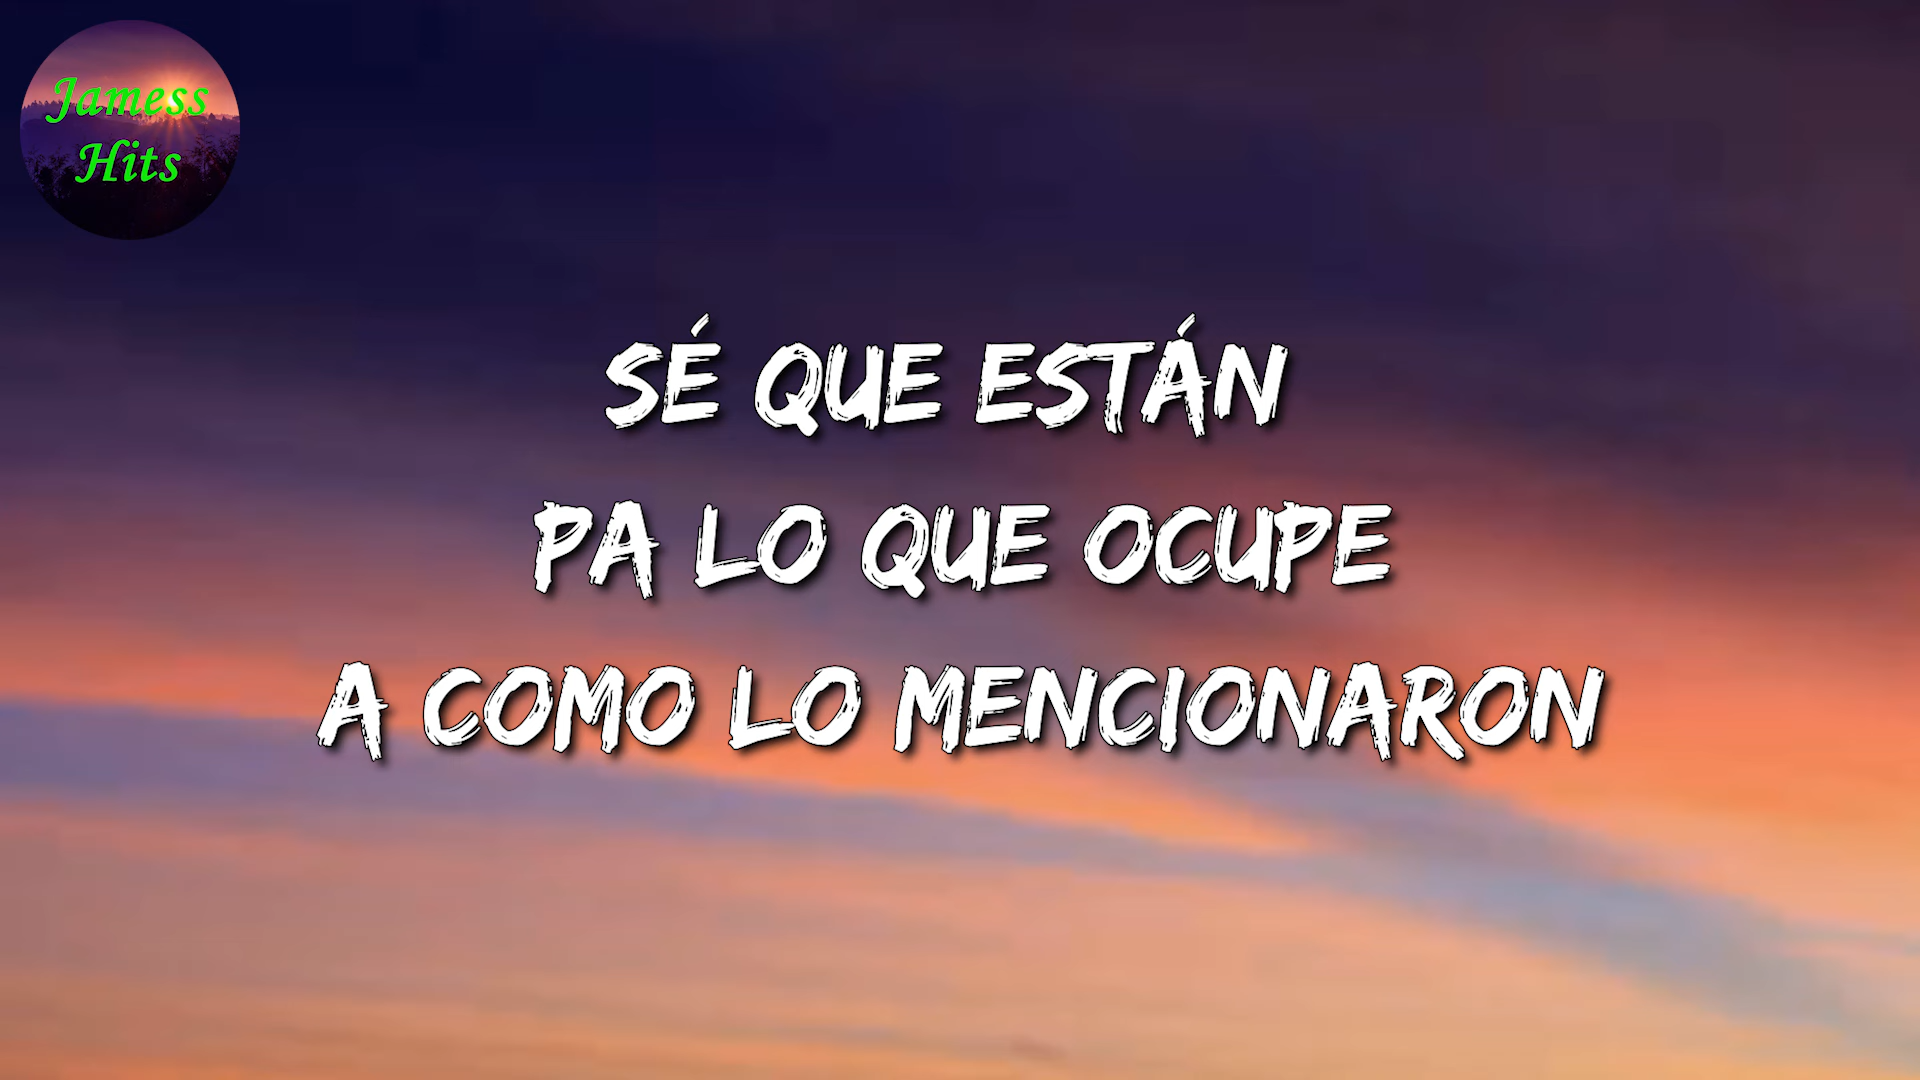 Jamess
Hits
SÉ QUE ESTÁN
PA LO QUE OCUPE
A COMO LO MENCIONARON